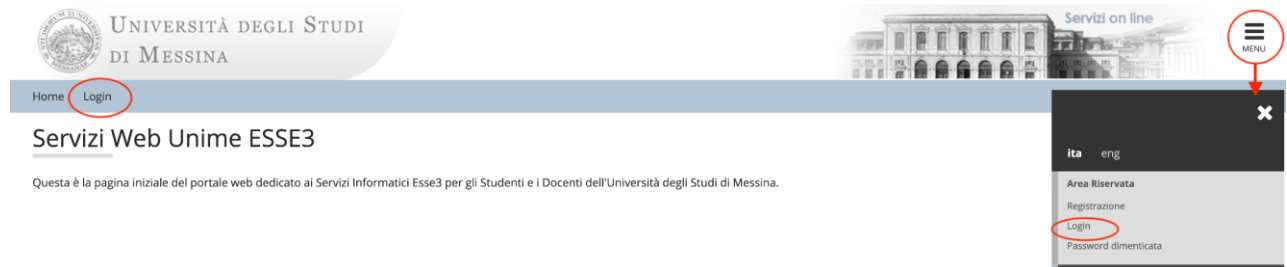 Università degli Studi
di Messina
Servizi on line
MENU
Home Login
Servizi Web Unime ESSE3
Questa è la pagina iniziale del portale web dedicato ai Servizi Informatici Esse3 per gli Studenti e i Docenti dell'Università degli Studi di Messina.
ita eng
Area Riservata
Registrazione
Login
Password dimenticata